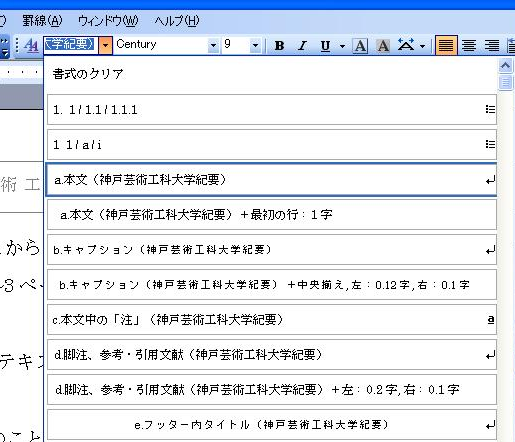 罫線(A) ウィンドウ(W) ヘルプ(H)
学紀要) Century 9 B I U A A
書式のクリア
1. 1/1.1/1.1.1
1 1/a/i
a.本文（神戸芸術工科大学紀要）
a.本文（神戸芸術工科大学紀要）＋最初の行：1字
b.キャプション（神戸芸術工科大学紀要）
b.キャプション（神戸芸術工科大学紀要）＋中央揃え,左：0.12字,右：0.1字
c.本文中の「注」（神戸芸術工科大学紀要） a
d.脚注、参考・引用文献（神戸芸術工科大学紀要）
d.脚注、参考・引用文献（神戸芸術工科大学紀要）＋左：0.2字,右：0.1字
e.フッター内タイトル（神戸芸術工科大学紀要）
術 工
から
~3 ペー
テキス
のこと